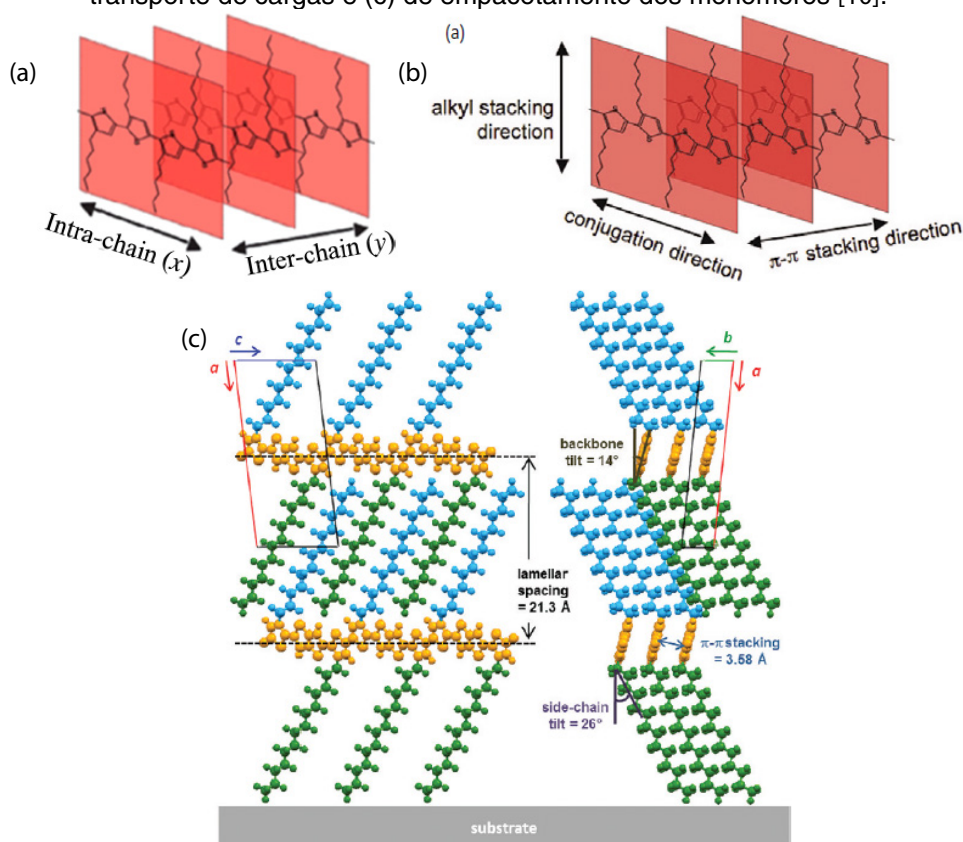 transporte de cargas e (c) do empacotamento dos monômeros [10].
(a)
(a)
Intra-chain (x)
Inter-chain (y)
(b)
alkyl stacking
direction
conjugation direction
π-π stacking direction
(c)
c
a
b
a
backbone
tilt = 14°
lamellar
spacing
= 21.3 Å
π-π stacking
= 3.58 Å
side-chain
tilt = 26°
substrate